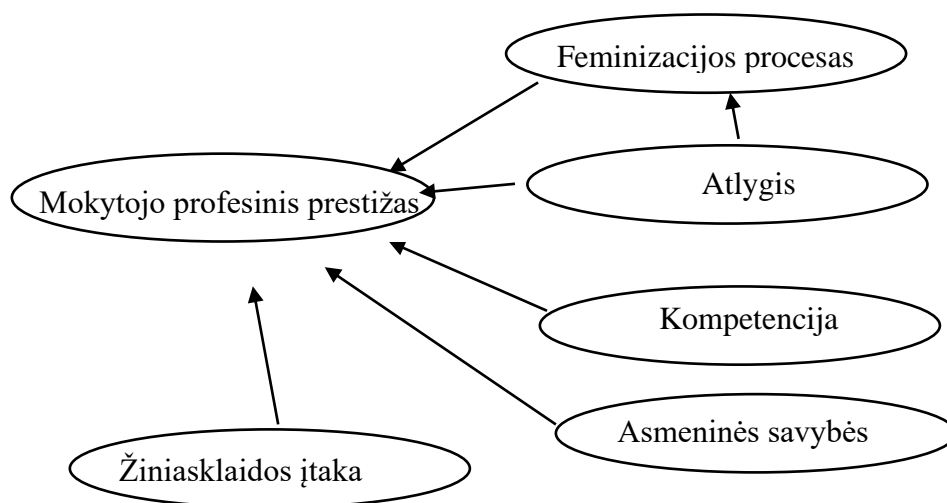 Feminizacijos procesas
Atlygis
Mokytojo profesinis prestižas
Kompetencija
Asmeninės savybės
Žiniasklaidos įtaka